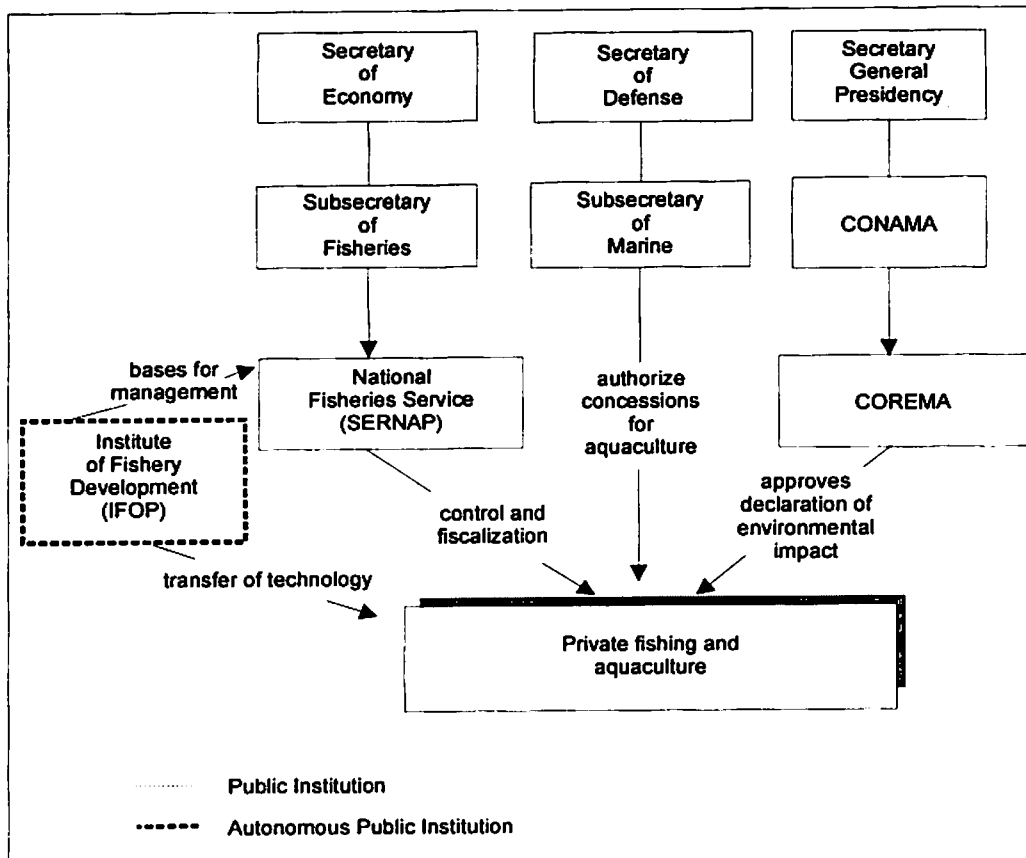 Secretary
of
Economy
Secretary
of
Defense
Secretary
General
Presidency
Subsecretary
of
Fisheries
Subsecretary
of
Marine
CONAMA
bases for
management
National
Fisheries Service
(SERNAP)
authorize
concessions
for
aquaculture
COREMA
Institute
of Fishery
Development
(IFOP)
control and
fiscalization
approves
declaration of
environmental
impact
transfer of technology
Private fishing and
aquaculture
Public Institution
Autonomous Public Institution